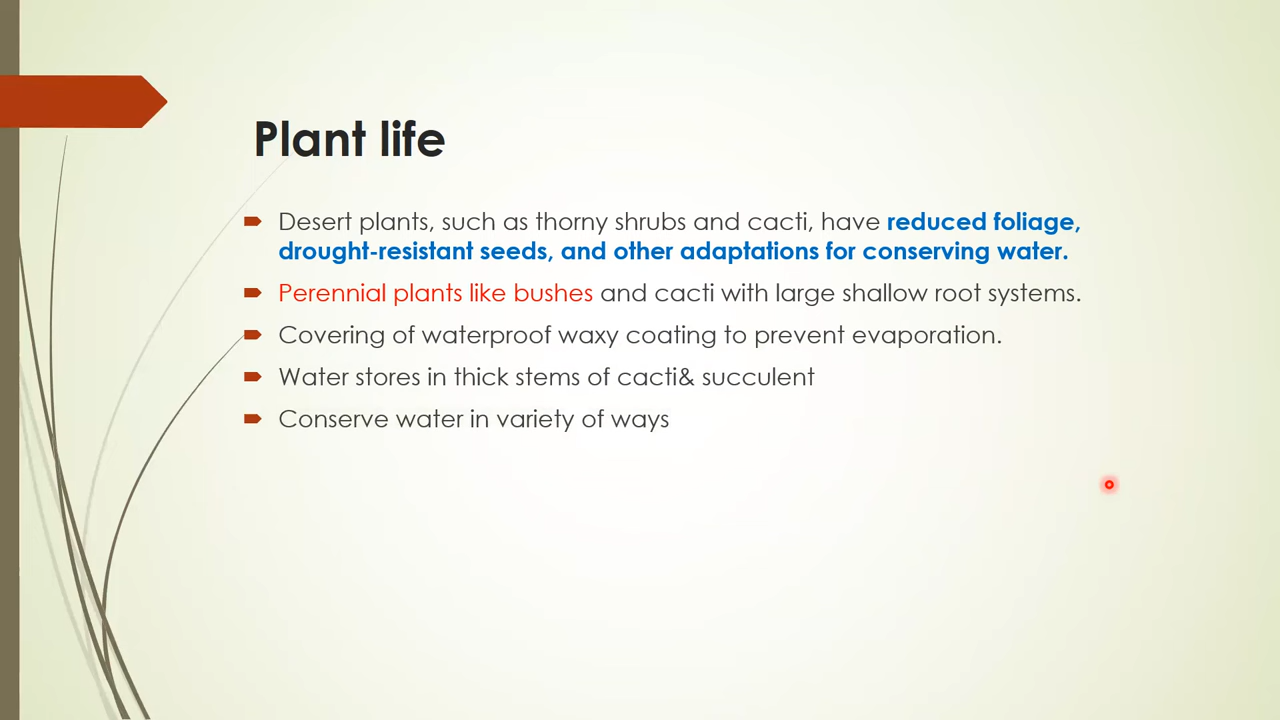 Plant life
Desert plants, such as thorny shrubs and cacti, have reduced foliage,
drought-resistant seeds, and other adaptations for conserving water.
Perennial plants like bushes and cacti with large shallow root systems.
Covering of waterproof waxy coating to prevent evaporation.
Water stores in thick stems of cacti& succulent
Conserve water in variety of ways